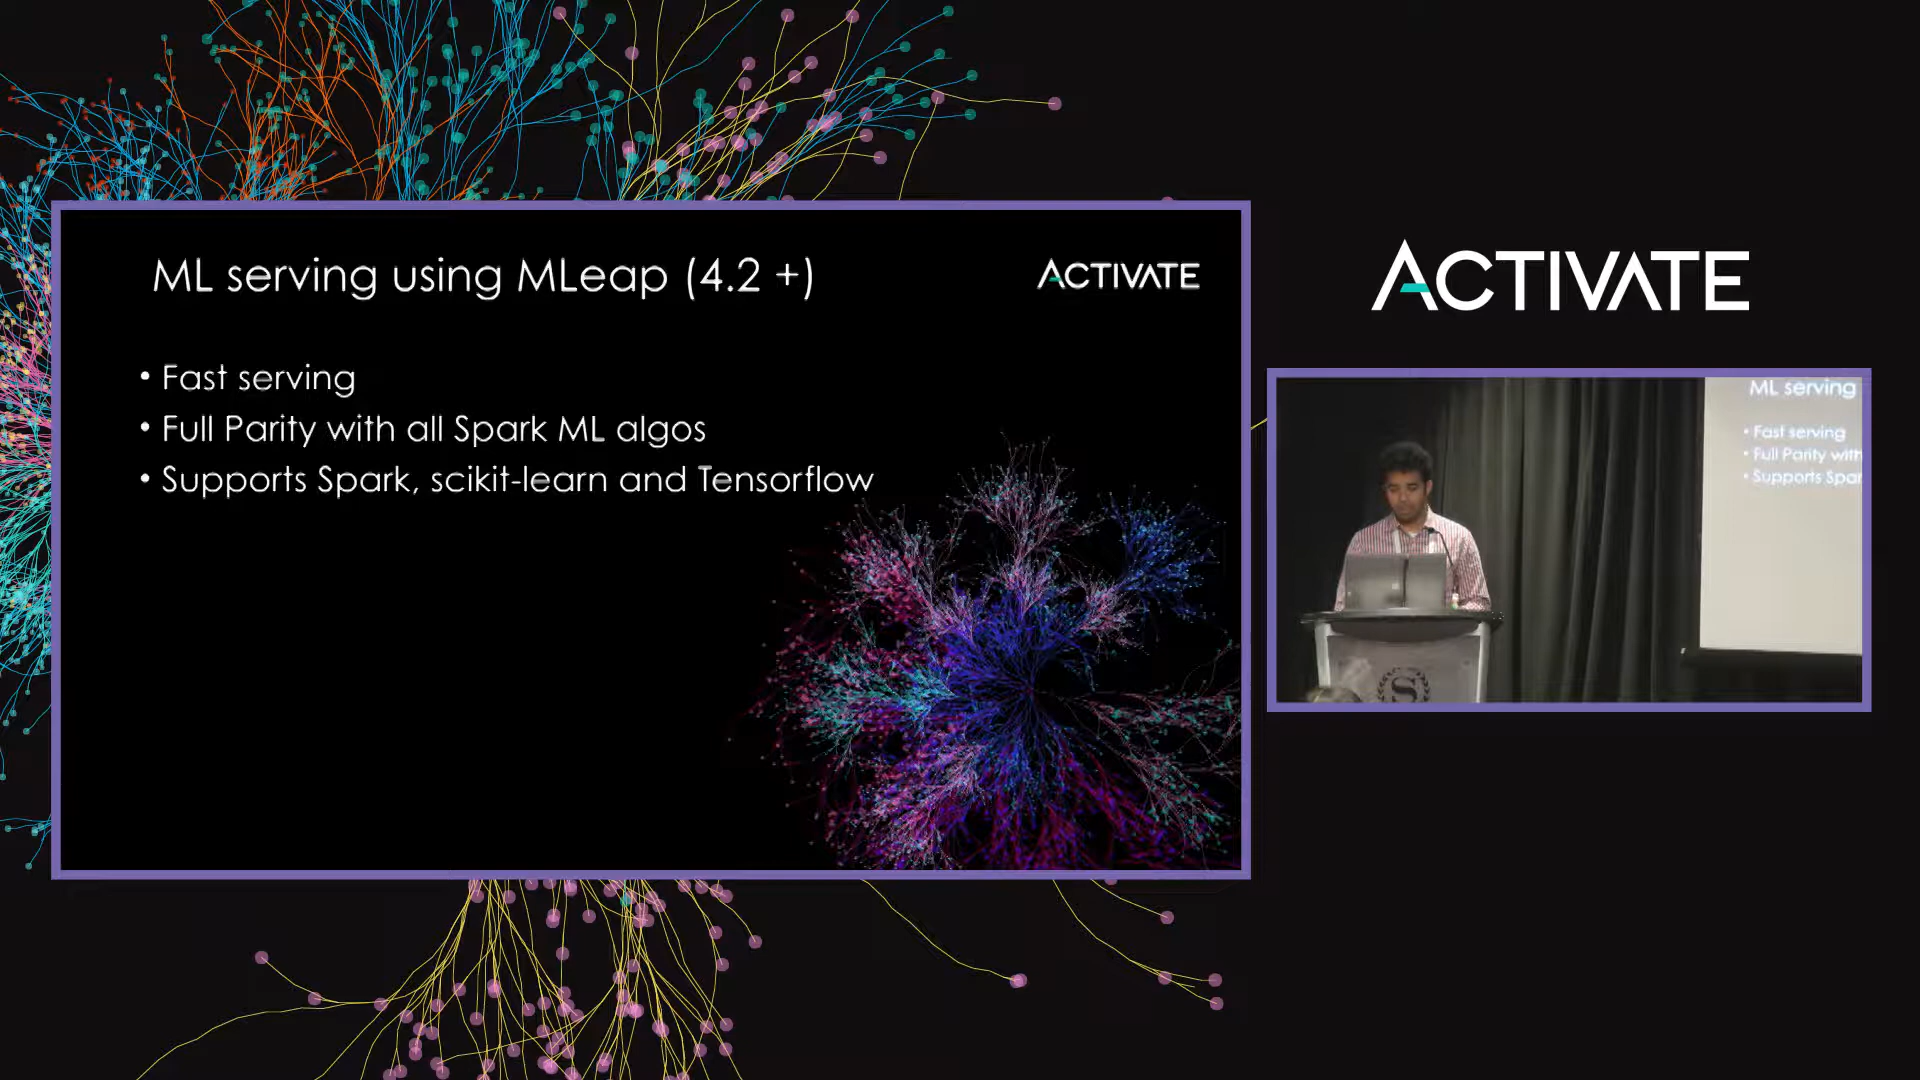 ML serving using MLeap (4.2 +)
ACTIVATE
• Fast serving
• Full Parity with all Spark ML algos
• Supports Spark, scikit-learn and Tensorflow
ACTIVATE
ML serving
• Fast serving
• Full Parity with
• Supports Spar
S